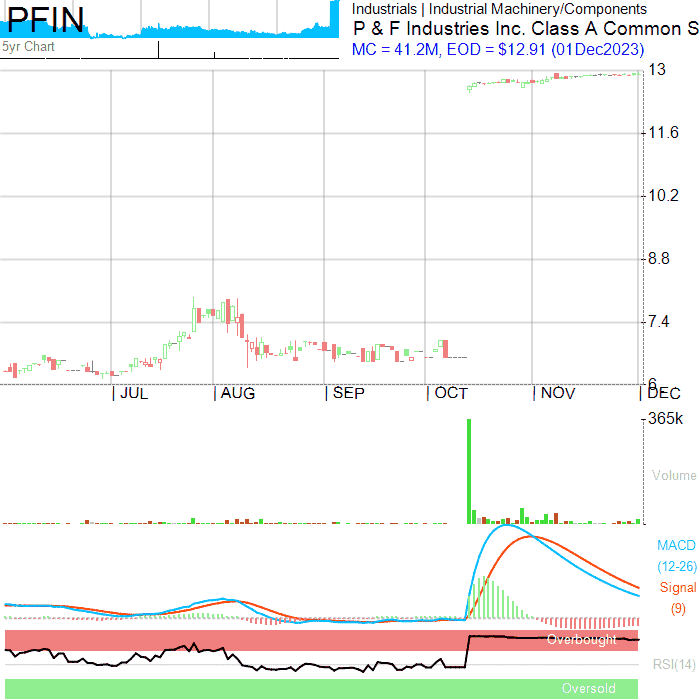 PFIN
5yr Chart
Industrials | Industrial Machinery/Components
P & F Industries Inc. Class A Common S
MC = 41.2M, EOD = $12.91 (01Dec2023)
13
11.6
10.2
8.8
7.4
6
JUL AUG SEP OCT NOV DEC
365k
Volume
MACD
(12-26)
Signal
(9)
Overbought
RSI(14)
Oversold